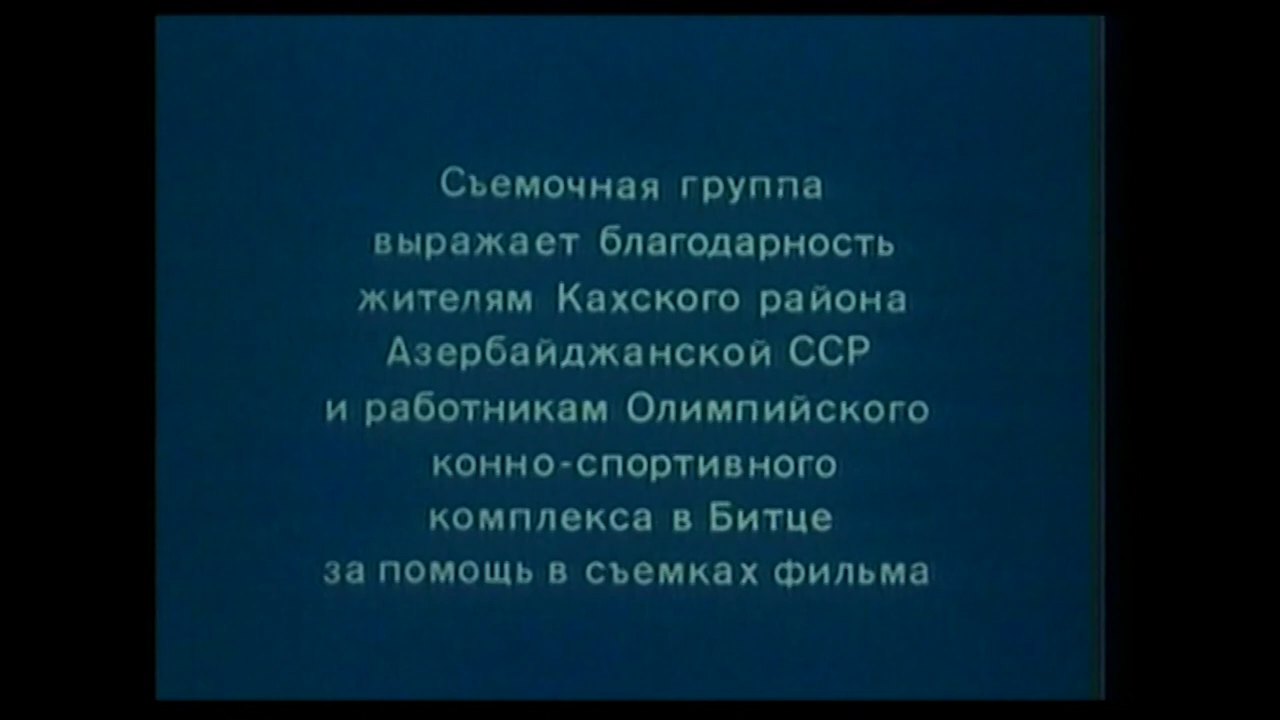 Съемочная группа
выражает благодарность
жителям Кахского района
Азербайджанской ССР
и работникам Олимпийского
конно-спортивного
комплекса в Битце
за помощь в съемках фильма